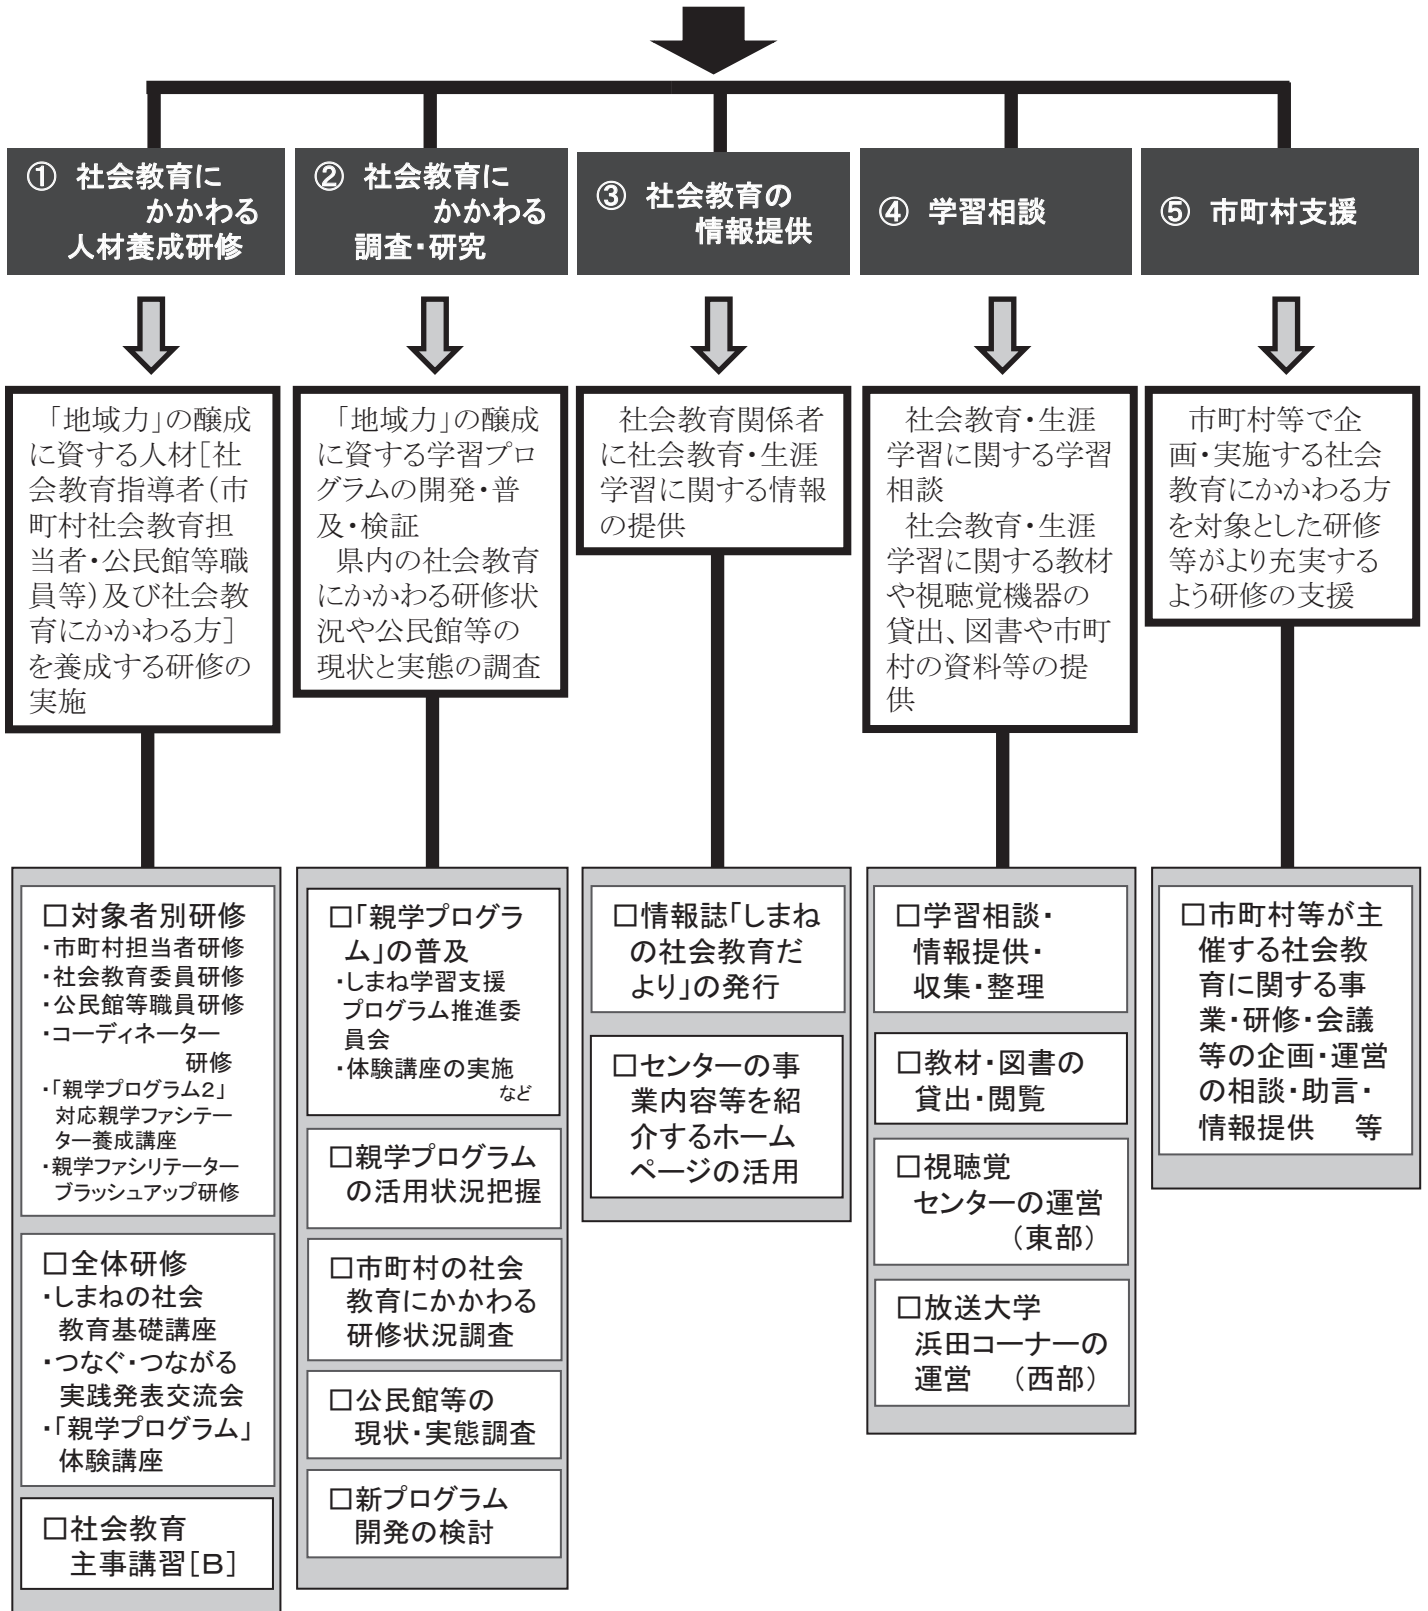 ① 社会教育に
かかわる
人材養成研修
② 社会教育に
かかわる
調査・研究
③ 社会教育の
情報提供
④ 学習相談
⑤ 市町村支援
「地域力」の醸成
に資する人材[社
会教育指導者(市
町村社会教育担
当者・公民館等職
員等)及び社会教
育にかかわる方]
を養成する研修の
実施
「地域力」の醸成
に資する学習プロ
グラムの開発・普
及・検証
県内の社会教育
にかかわる研修状
況や公民館等の
現状と実態の調査
社会教育関係者
に社会教育・生涯
学習に関する情報
の提供
社会教育・生涯
学習に関する学習
相談
社会教育・生涯
学習に関する教材
や視聴覚機器の
貸出、図書や市町
村の資料等の提
供
市町村等で企
画・実施する社会
教育にかかわる方
を対象とした研修
等がより充実する
よう研修の支援
□対象者別研修
・市町村担当者研修
・社会教育委員研修
・公民館等職員研修
・コーディネーター
研修
・「親学プログラム2」
対応親学ファシテー
ター養成講座
・親学ファシリテーター
ブラッシュアップ研修
□全体研修
・しまねの社会
教育基礎講座
・つなぐ・つながる
実践発表交流会
・「親学プログラム」
体験講座
□社会教育
主事講習[B]
□「親学プログラ
ム」の普及
・しまね学習支援
プログラム推進委
員会
・体験講座の実施
など
□親学プログラム
の活用状況把握
□市町村の社会
教育にかかわる
研修状況調査
□公民館等の
現状・実態調査
□新プログラム
開発の検討
□情報誌「しまね
の社会教育だ
より」の発行
□センターの事
業内容等を紹
介するホーム
ページの活用
□学習相談・
情報提供・
収集・整理
□教材・図書の
貸出・閲覧
□視聴覚
センターの運営
(東部)
□放送大学
浜田コーナーの
運営 (西部)
□市町村等が主
催する社会教
育に関する事
業・研修・会議
等の企画・運営
の相談・助言・
情報提供 等